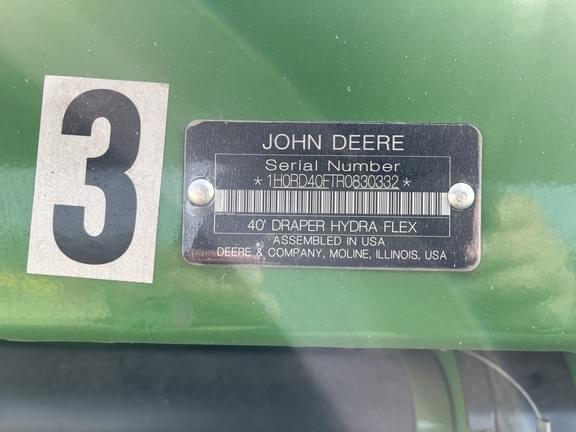 3
JOHN DEERE
Serial Number
*1H0RD40FTR0830332*
40' DRAPER HYDRA FLEX
ASSEMBLED IN USA
DEERE & COMPANY, MOLINE, ILLINOIS, USA